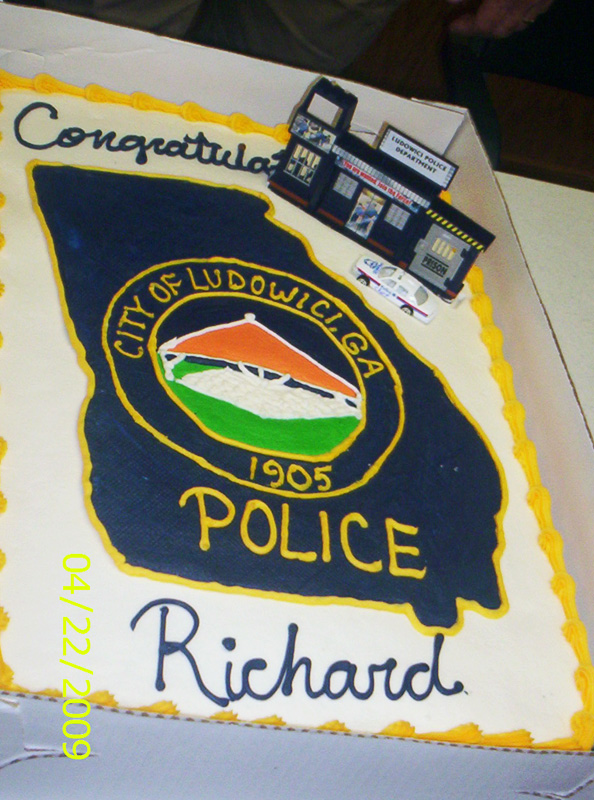 Congratulat
LUDOWICI POLICE
DEPARTMENT
PRISON
CITY OF LUDOWICI, GA
1905
POLICE
Richard
04/22/2009